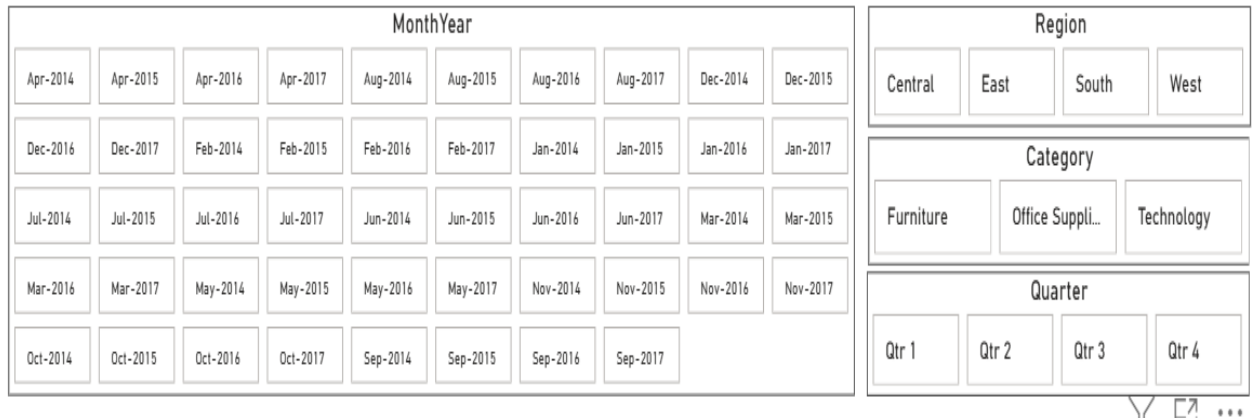 MonthYear
Apr-2014 Apr-2015 Apr-2016 Apr-2017 Aug-2014 Aug-2015 Aug-2016 Aug-2017 Dec-2014 Dec-2015
Dec-2016 Dec-2017 Feb-2014 Feb-2015 Feb-2016 Feb-2017 Jan-2014 Jan-2015 Jan-2016 Jan-2017
Jul-2014 Jul-2015 Jul-2016 Jul-2017 Jun-2014 Jun-2015 Jun-2016 Jun-2017 Mar-2014 Mar-2015
Mar-2016 Mar-2017 May-2014 May-2015 May-2016 May-2017 Nov-2014 Nov-2015 Nov-2016 Nov-2017
Oct-2014 Oct-2015 Oct-2016 Oct-2017 Sep-2014 Sep-2015 Sep-2016 Sep-2017
Region
Central East South West
Category
Furniture Office Suppli... Technology
Quarter
Qtr 1 Qtr 2 Qtr 3 Qtr 4